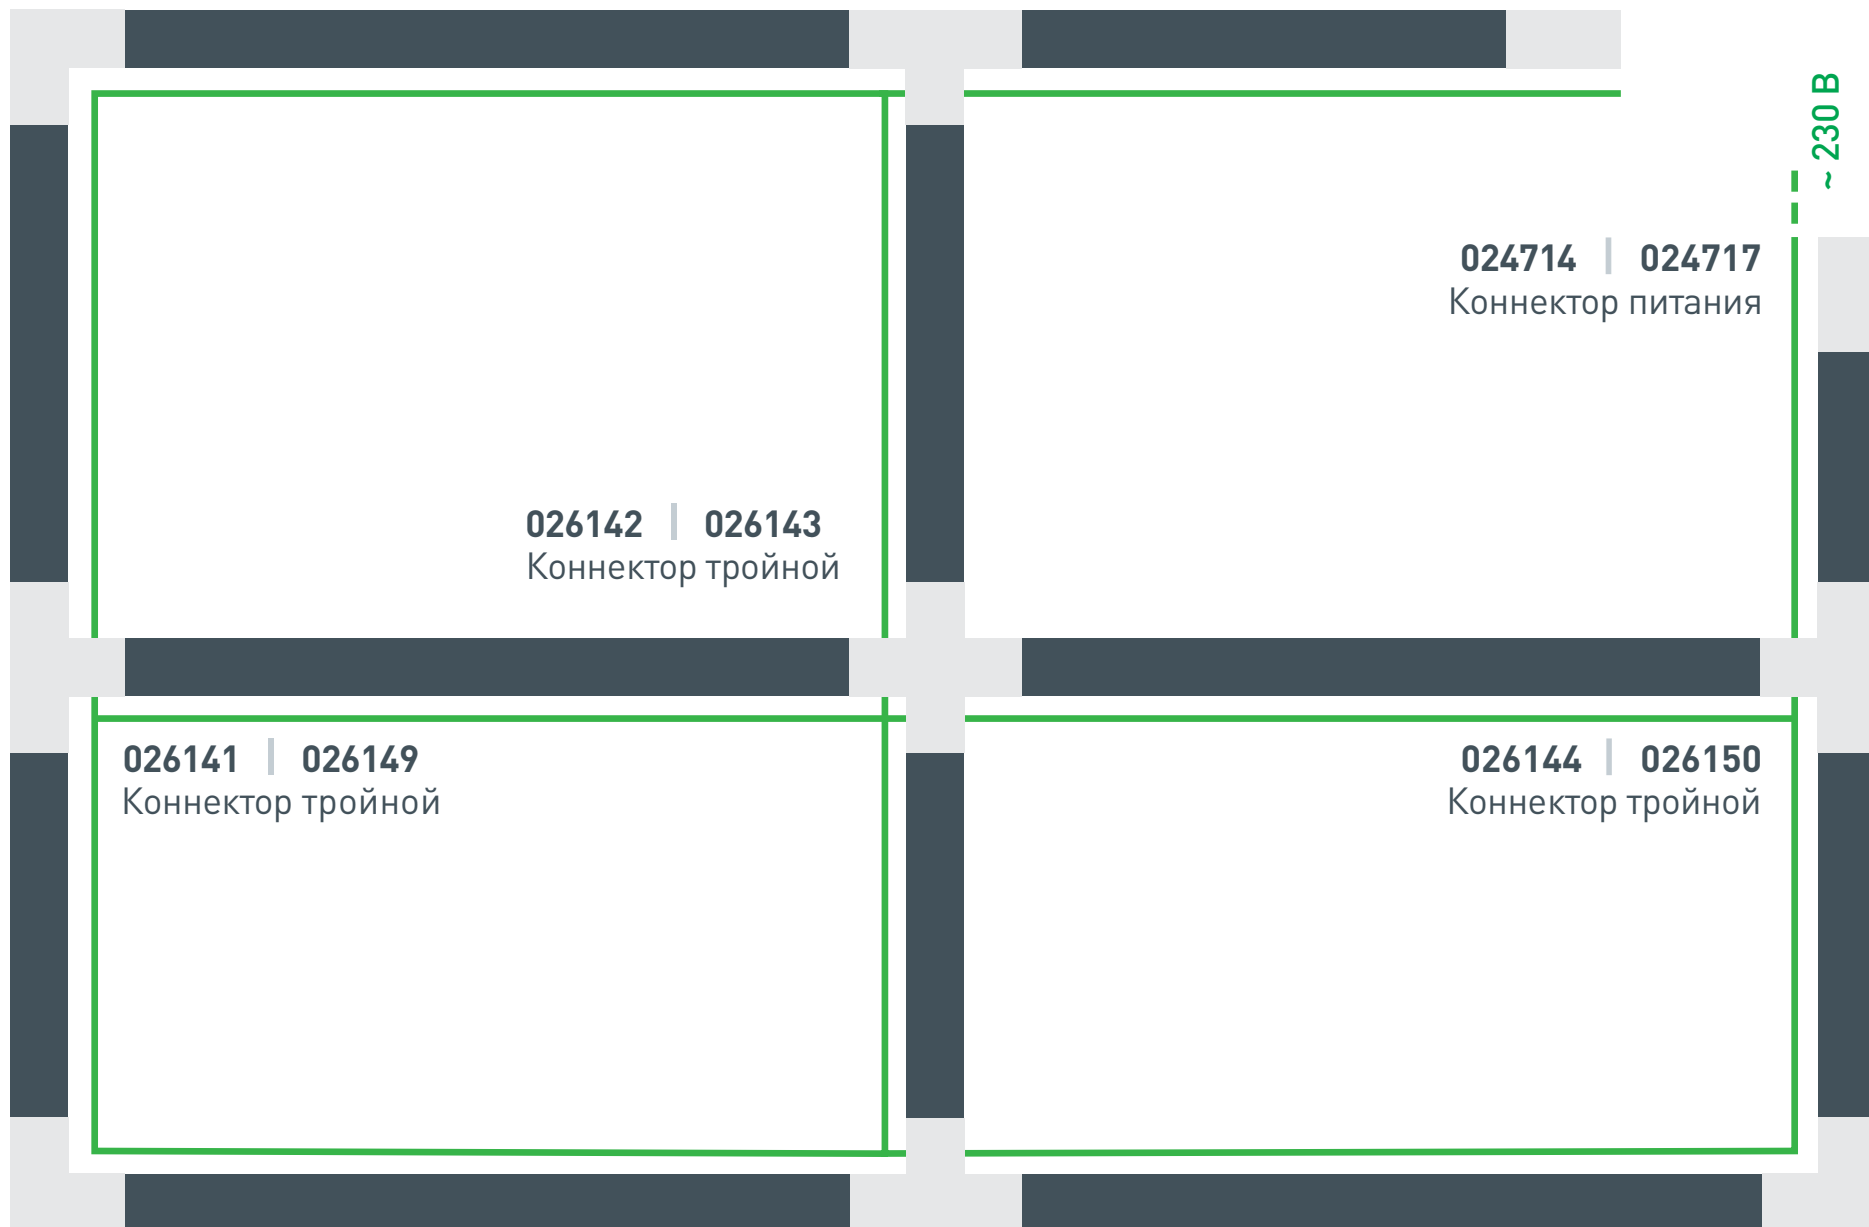 ~ 230 В
024714 | 024717
Коннектор питания
026142 | 026143
Коннектор тройной
026141 | 026149
Коннектор тройной
026144 | 026150
Коннектор тройной